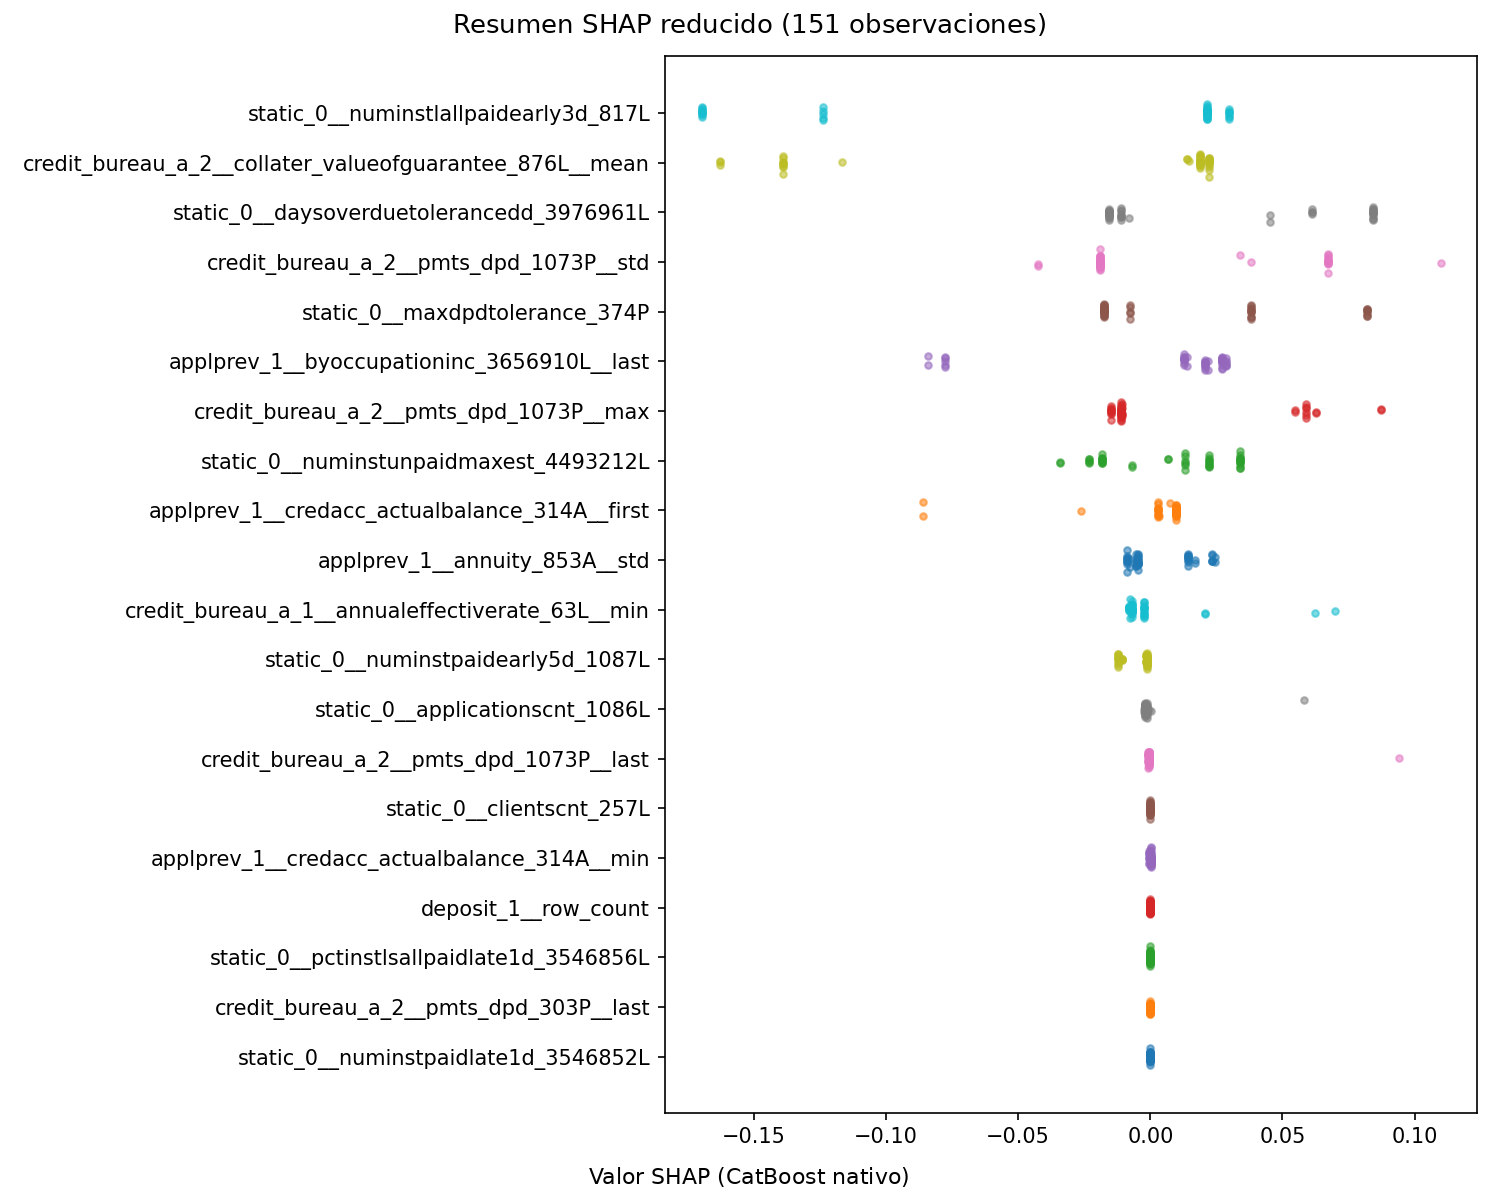 Resumen SHAP reducido (151 observaciones)
static_0__numinstlallpaidearly3d_817L
credit_bureau_a_2__collater_valueofguarantee_876L__mean
static_0__daysoverduetolerancedd_3976961L
credit_bureau_a_2__pmts_dpd_1073P__std
static_0__maxdpdtolerance_374P
applprev_1__byoccupationinc_3656910L__last
credit_bureau_a_2__pmts_dpd_1073P__max
static_0__numinstunpaidmaxest_4493212L
applprev_1__credacc_actualbalance_314A__first
applprev_1__annuity_853A__std
credit_bureau_a_1__annualeffectiverate_63L__min
static_0__numinstpaidearly5d_1087L
static_0__applicationscnt_1086L
credit_bureau_a_2__pmts_dpd_1073P__last
static_0__clientscnt_257L
applprev_1__credacc_actualbalance_314A__min
deposit_1__row_count
static_0__pctinstlsallpaidlate1d_3546856L
credit_bureau_a_2__pmts_dpd_303P__last
static_0__numinstpaidlate1d_3546852L
−0.15 −0.10 −0.05 0.00 0.05 0.10
Valor SHAP (CatBoost nativo)